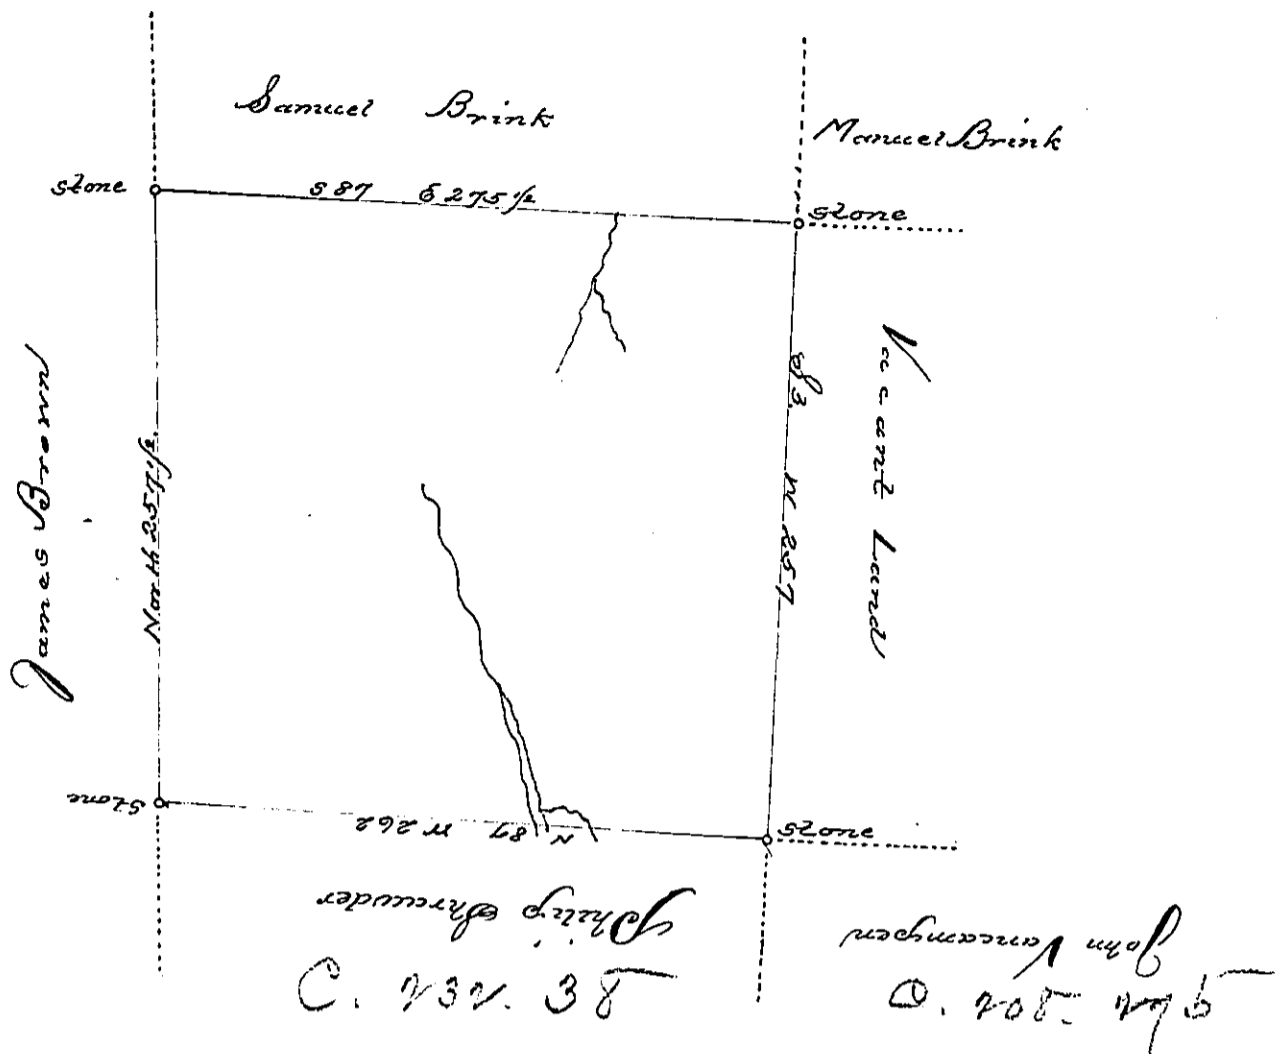 Samuel Brink
Manuel Brink
stone
S 87 E 275 1/2
stone
James Brown
North 257 1/2
S 3 W 257
Vacant Land
Stone
N 87 W 262
Stone
Philip Shrawder
John Vancampen
C. 232. 38